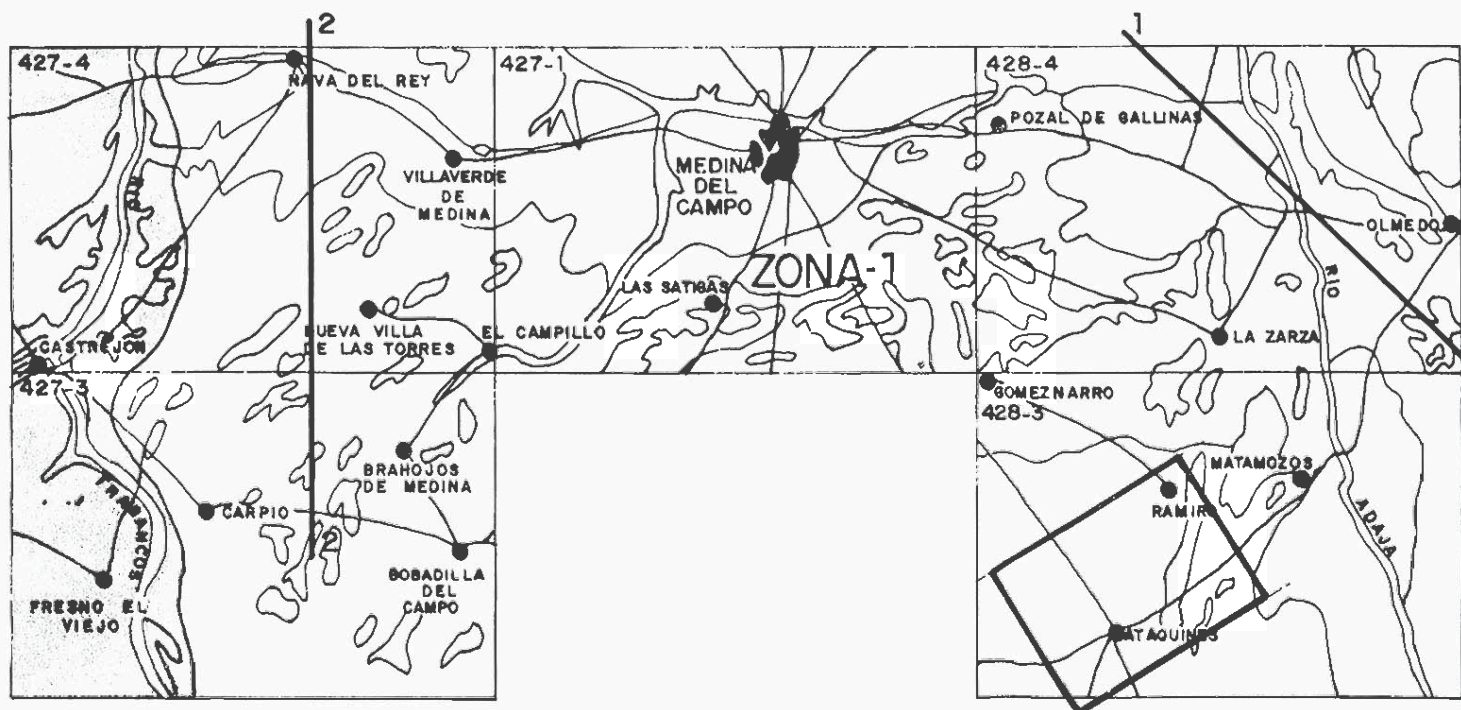 2
1
427-4
427-1
428-4
NAVA DEL REY
POZAL DE GALLINAS
VILLAVERDE
DE
MEDINA
MEDINA
DEL
CAMPO
RIO
OLMEDO
ZONA-1
LAS SATIGAS
RIO
NUEVA VILLA
DE LAS TORRES
EL CAMPILLO
LA ZARZA
CASTREJON
427-3
GOMEZNARRO
428-3
BRAHOJOS
DE MEDINA
MATAMOZOS
TRABANCOS
CARPIO
RAMIRO
ADAJA
2
BOBADILLA
DEL
CAMPO
FRESNO EL
VIEJO
ATAQUINES